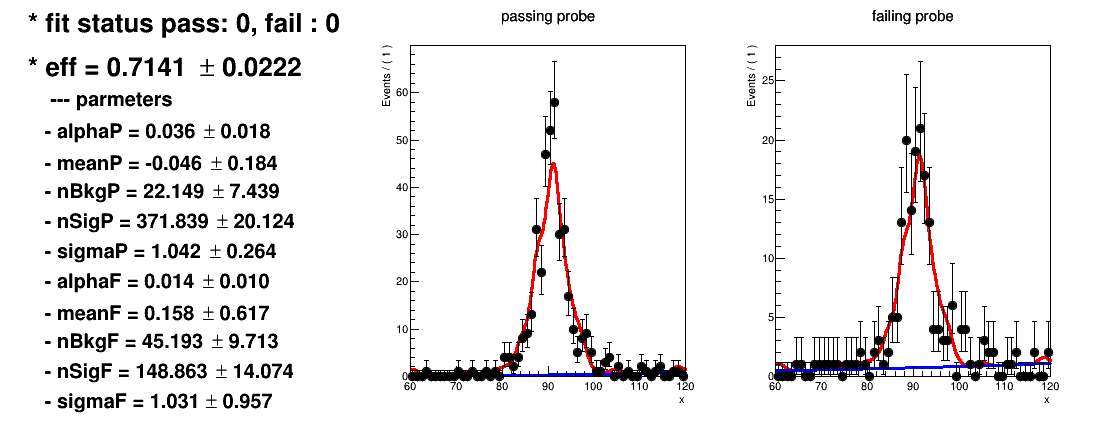 * fit status pass: 0, fail : 0
* eff = 0.7141 ± 0.0222
--- parmeters
- alphaP = 0.036 ± 0.018
- meanP = -0.046 ± 0.184
- nBkgP = 22.149 ± 7.439
- nSigP = 371.839 ± 20.124
- sigmaP = 1.042 ± 0.264
- alphaF = 0.014 ± 0.010
- meanF = 0.158 ± 0.617
- nBkgF = 45.193 ± 9.713
- nSigF = 148.863 ± 14.074
- sigmaF = 1.031 ± 0.957
passing probe
Events / ( 1 )
60
50
40
30
20
10
0
60 70 80 90 100 110 120
x
failing probe
Events / ( 1 )
25
20
15
10
5
0
60 70 80 90 100 110 120
x